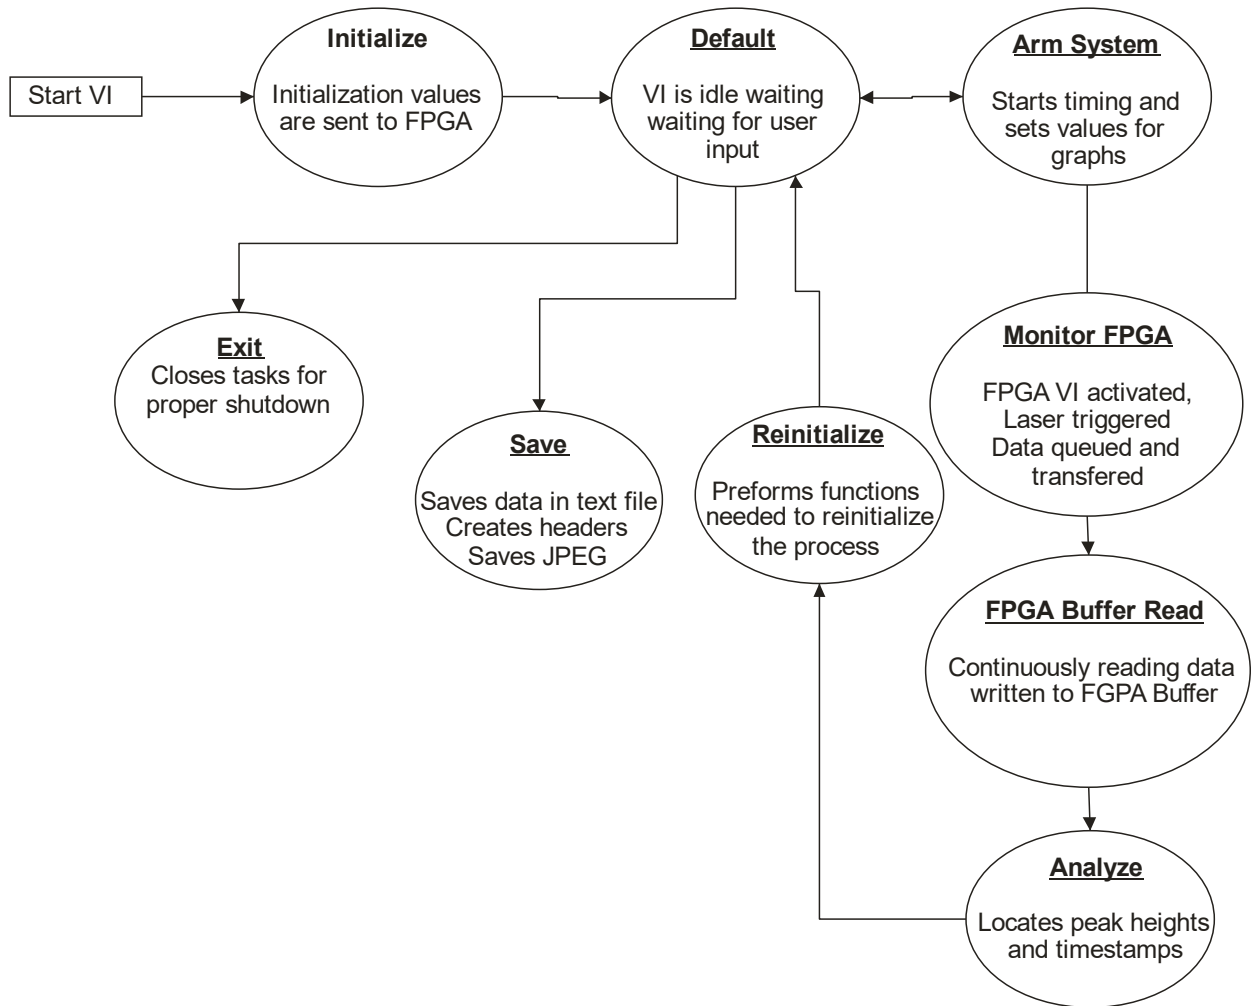 Start VI
Initialize
Initialization values
are sent to FPGA
Default
VI is idle waiting
waiting for user
input
Arm System
Starts timing and
sets values for
graphs
Exit
Closes tasks for
proper shutdown
Save
Saves data in text file
Creates headers
Saves JPEG
Reinitialize
Preforms functions
needed to reinitialize
the process
Monitor FPGA
FPGA VI activated,
Laser triggered
Data queued and
transfered
FPGA Buffer Read
Continuously reading data
written to FGPA Buffer
Analyze
Locates peak heights
and timestamps